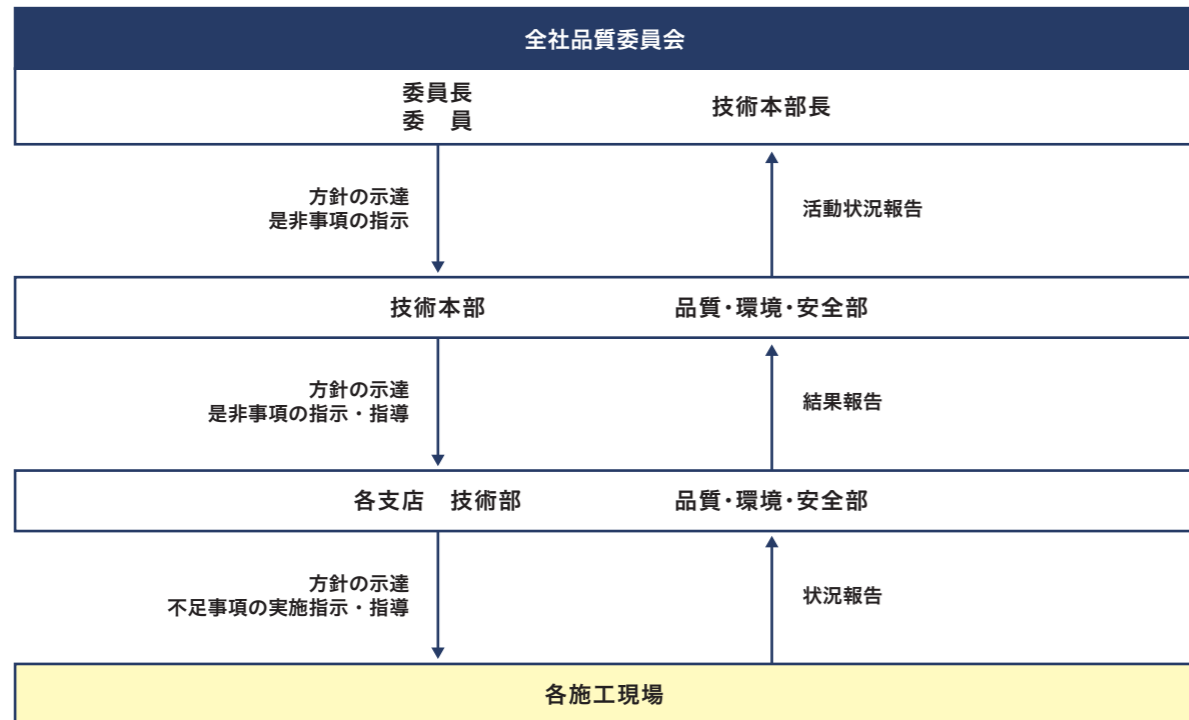 全社品質委員会
委員長
委　員
技術本部長
方針の示達
是非事項の指示
活動状況報告
技術本部
品質・環境・安全部
方針の示達
是非事項の指示・指導
結果報告
各支店　技術部
品質・環境・安全部
方針の示達
不足事項の実施指示・指導
状況報告
各施工現場